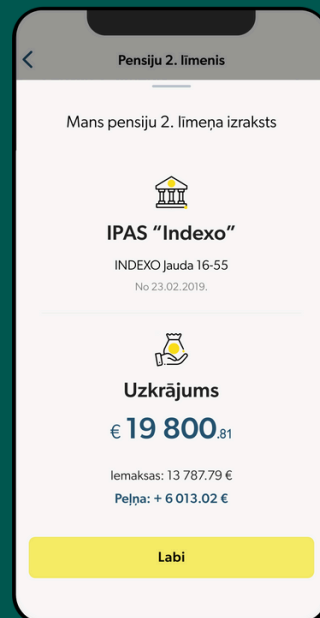 Pensiju 2. līmenis
Mans pensiju 2. līmeņa izraksts
IPAS “Indexo”
INDEXO Jauda 16-55
No 23.02.2019.
Uzkrājums
€ 19 800.81
Iemaksas: 13 787.79 €
Peļņa: + 6 013.02 €
Labi